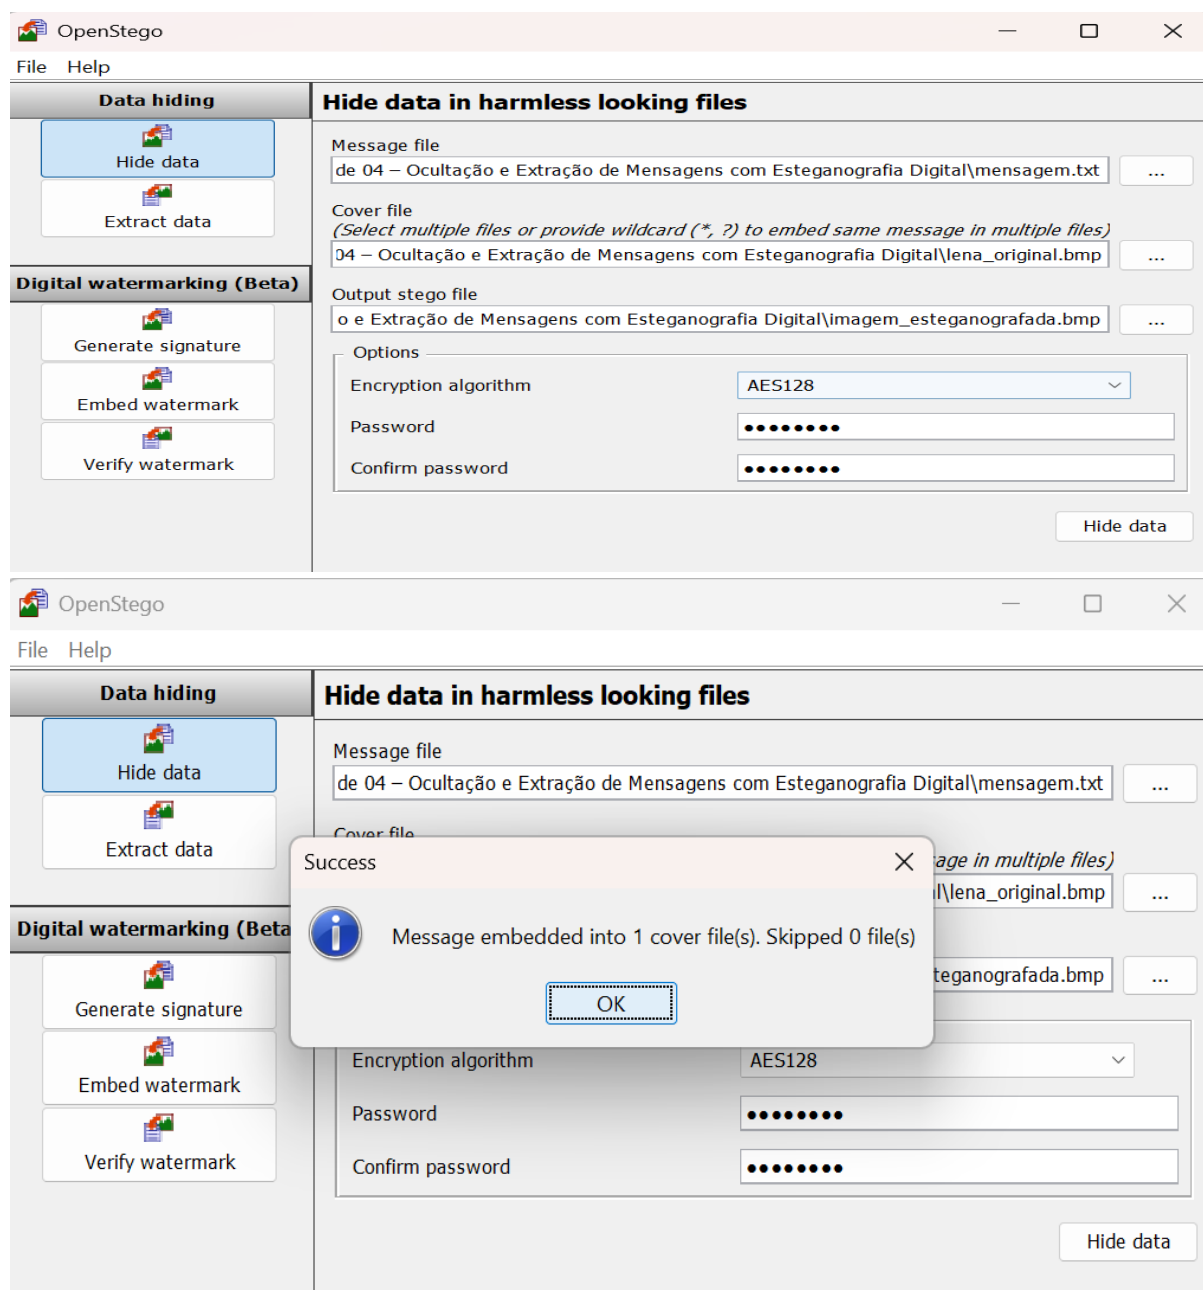 OpenStego
File Help
Data hiding
Hide data
Extract data
Digital watermarking (Beta)
Generate signature
Embed watermark
Verify watermark
Hide data in harmless looking files
Message file
de 04 – Ocultação e Extração de Mensagens com Esteganografia Digital\mensagem.txt
...
Cover file
(Select multiple files or provide wildcard (*, ?) to embed same message in multiple files)
04 – Ocultação e Extração de Mensagens com Esteganografia Digital\lena_original.bmp
...
Output stego file
o e Extração de Mensagens com Esteganografia Digital\imagem_esteganografada.bmp
...
Options
Encryption algorithm
AES128
Password
●●●●●●●●
Confirm password
●●●●●●●●
Hide data
OpenStego
File Help
Data hiding
Hide data
Extract data
Digital watermarking (Beta
Generate signature
Embed watermark
Verify watermark
Hide data in harmless looking files
Message file
de 04 – Ocultação e Extração de Mensagens com Esteganografia Digital\mensagem.txt
...
Cover file
age in multiple files)
l\lena_original.bmp
...
teganografada.bmp
...
Success
Message embedded into 1 cover file(s). Skipped 0 file(s)
OK
Encryption algorithm
AES128
Password
●●●●●●●●
Confirm password
●●●●●●●●
Hide data